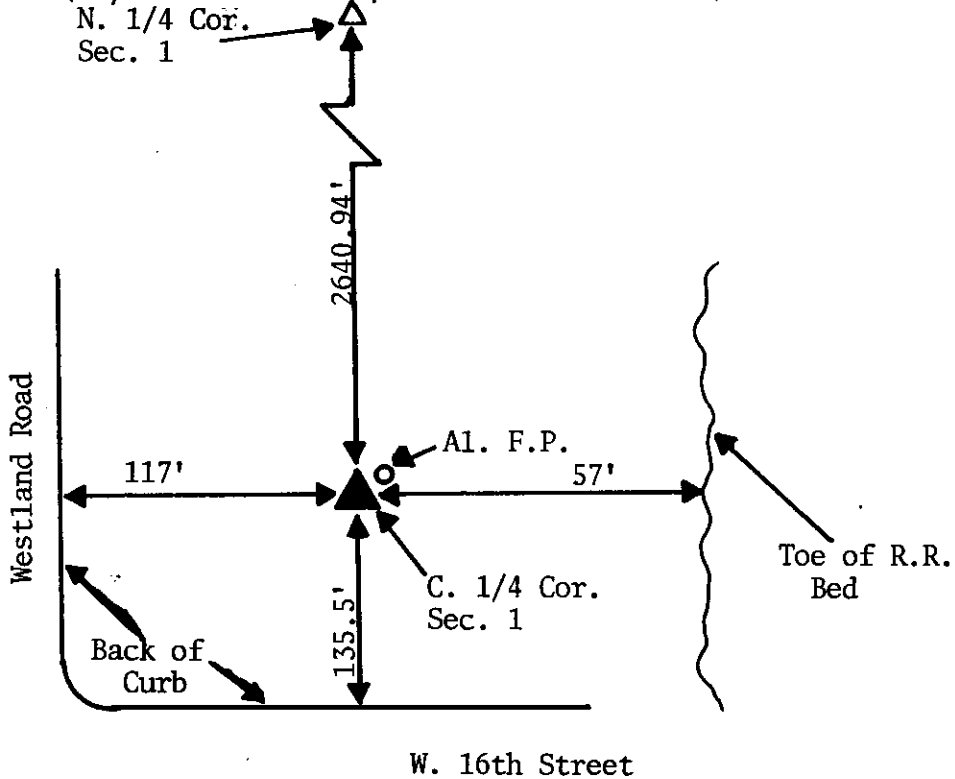 N. 1/4 Cor.
Sec. 1
2640.94'
Westland Road
Al. F.P.
117'
57'
Toe of R.R.
Bed
C. 1/4 Cor.
Sec. 1
135.5'
Back of
Curb
W. 16th Street